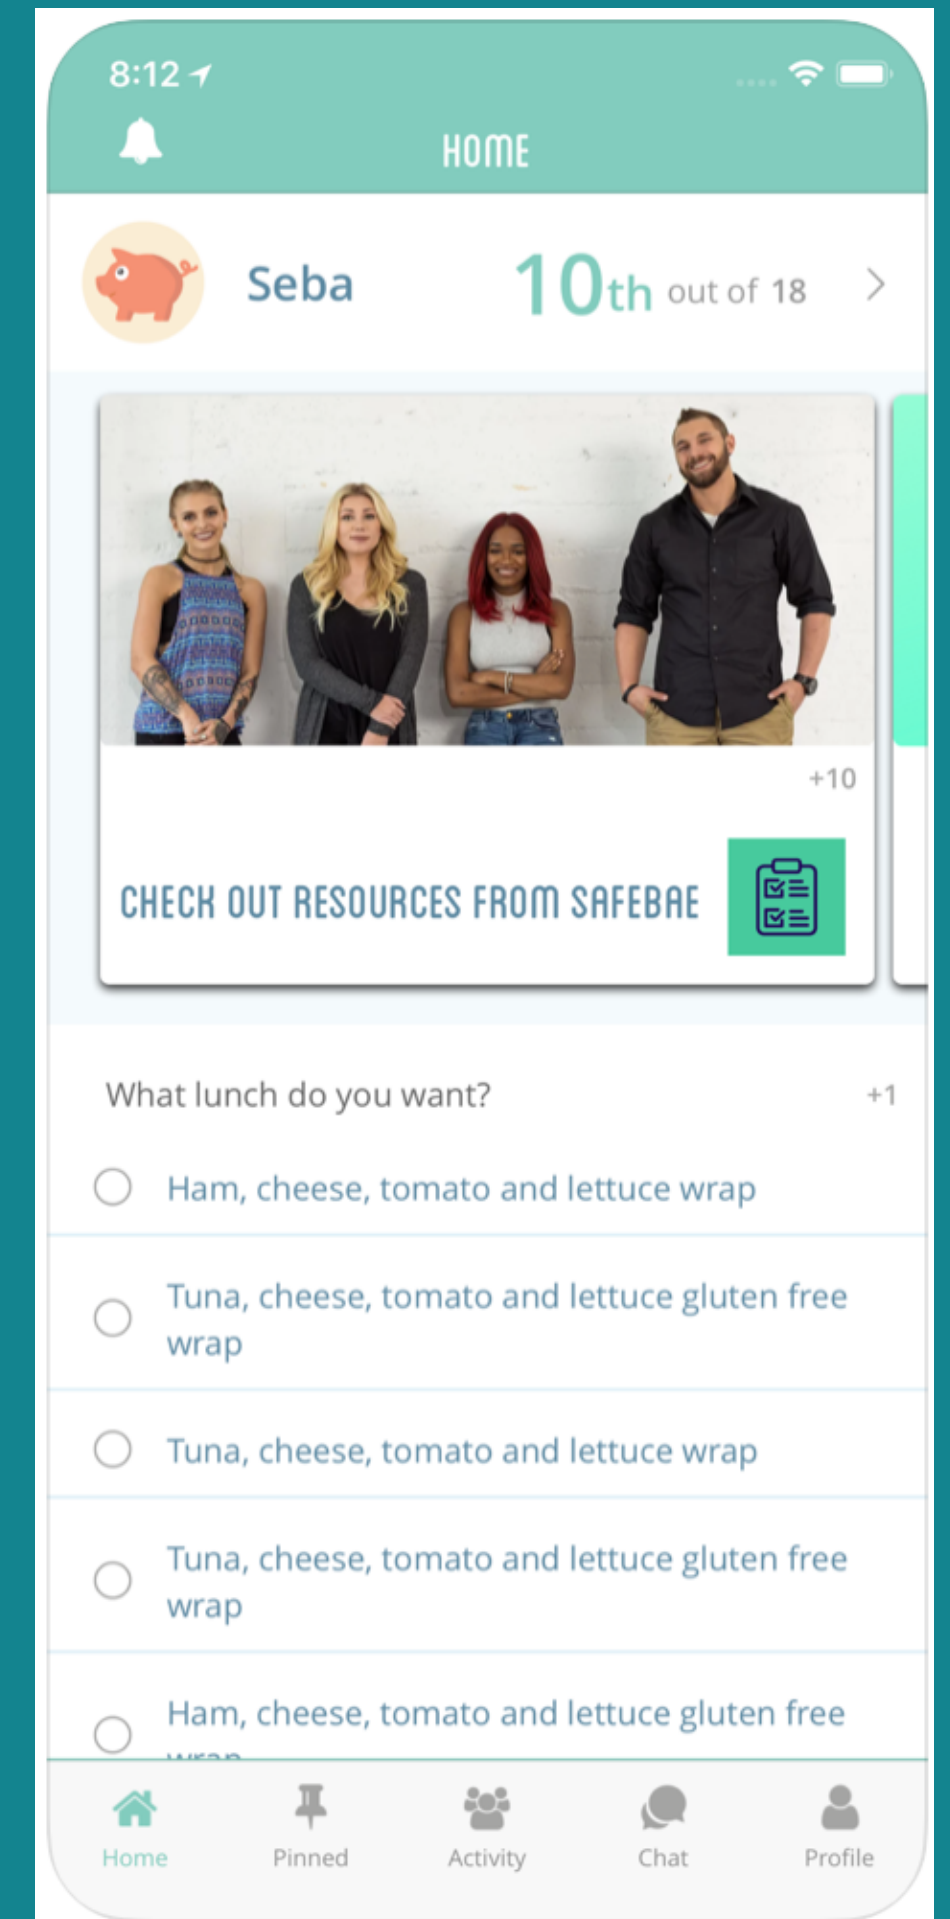 8:12
HOME
Seba
10th out of 18
+10
CHECK OUT RESOURCES FROM SAFEBAE
What lunch do you want?
+1
Ham, cheese, tomato and lettuce wrap
Tuna, cheese, tomato and lettuce gluten free
wrap
Tuna, cheese, tomato and lettuce wrap
Tuna, cheese, tomato and lettuce gluten free
wrap
Ham, cheese, tomato and lettuce gluten free
wrap
Home
Pinned
Activity
Chat
Profile